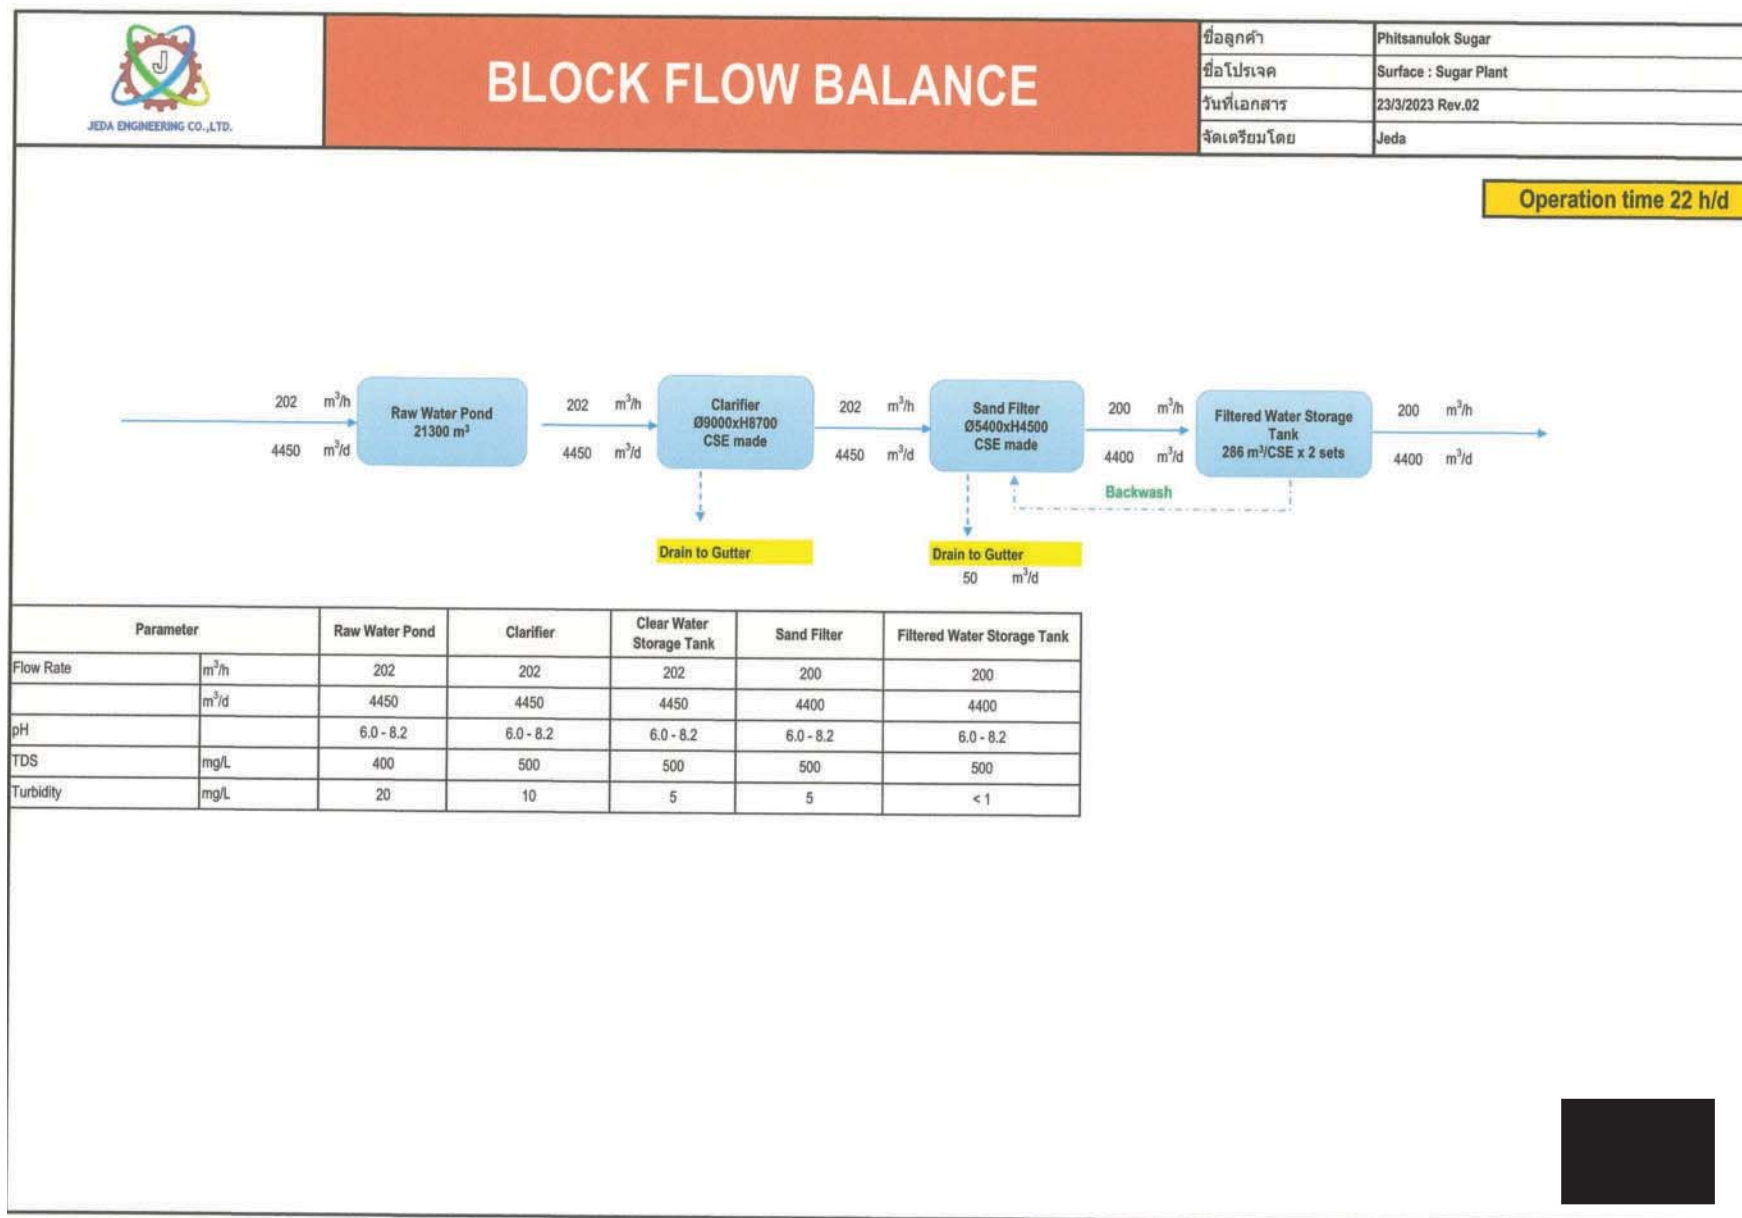 J
JEDA ENGINEERING CO.,LTD.
BLOCK FLOW BALANCE
ชื่อลูกค้า Phitsanulok Sugar
ชื่อโปรเจค Surface : Sugar Plant
วันที่เอกสาร 23/3/2023 Rev.02
จัดเตรียมโดย Jeda
Operation time 22 h/d
202 m³/h
4450 m³/d
Raw Water Pond
21300 m³
202 m³/h
4450 m³/d
Clarifier
Ø9000xH8700
CSE made
202 m³/h
4450 m³/d
Sand Filter
Ø5400xH4500
CSE made
200 m³/h
4400 m³/d
Filtered Water Storage
Tank
286 m³/CSE x 2 sets
200 m³/h
4400 m³/d
Backwash
Drain to Gutter
Drain to Gutter
50 m³/d
Parameter Raw Water Pond Clarifier Clear Water Storage Tank Sand Filter Filtered Water Storage Tank
Flow Rate m³/h 202 202 202 200 200
m³/d 4450 4450 4450 4400 4400
pH 6.0 - 8.2 6.0 - 8.2 6.0 - 8.2 6.0 - 8.2 6.0 - 8.2
TDS mg/L 400 500 500 500 500
Turbidity mg/L 20 10 5 5 < 1